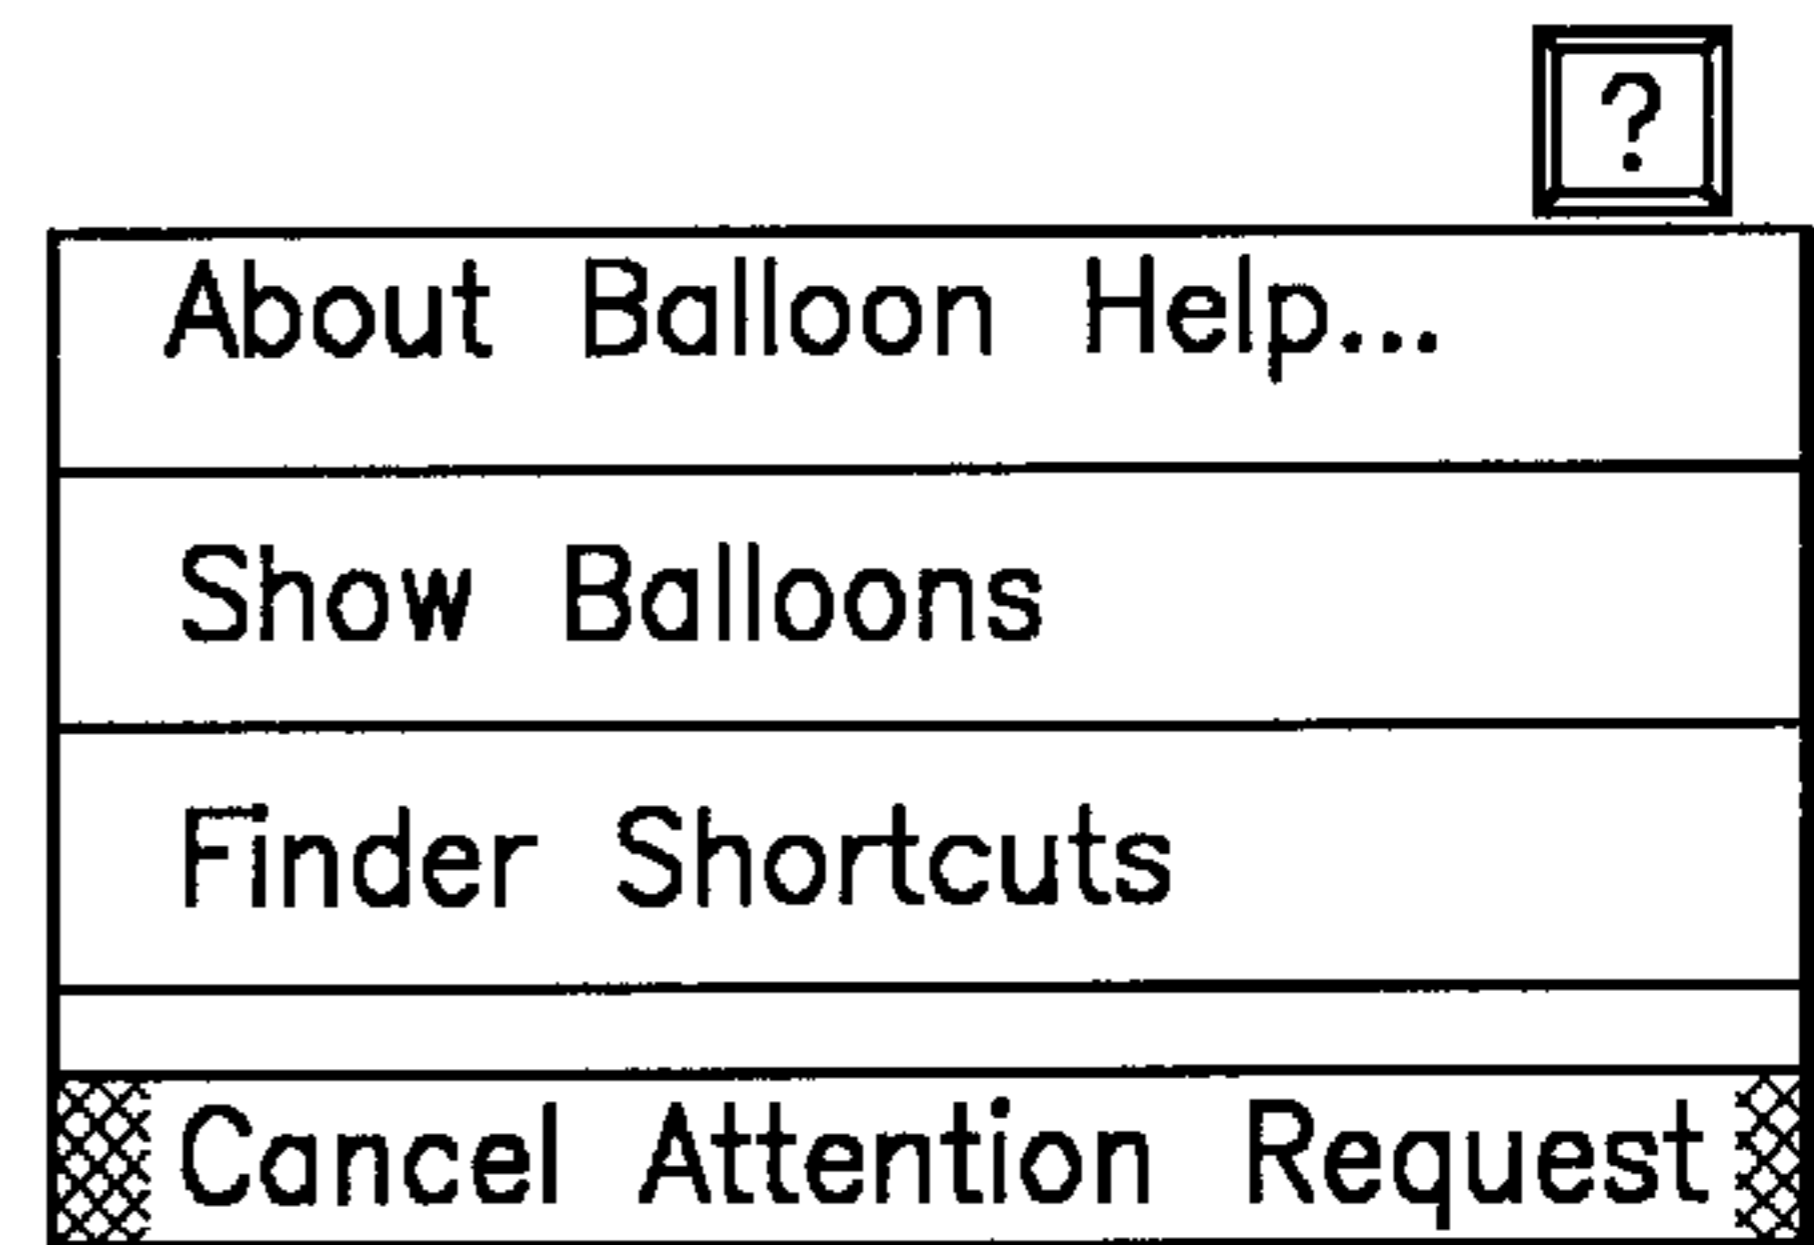 ?
About Balloon Help...
Show Balloons
Finder Shortcuts
Cancel Attention Request